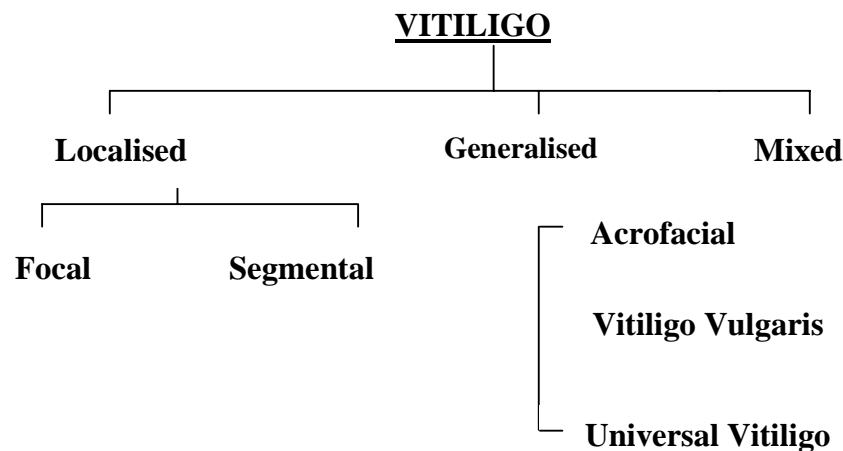 VITILIGO
Localised Generalised Mixed
Focal Segmental
Acrofacial
Vitiligo Vulgaris
Universal Vitiligo